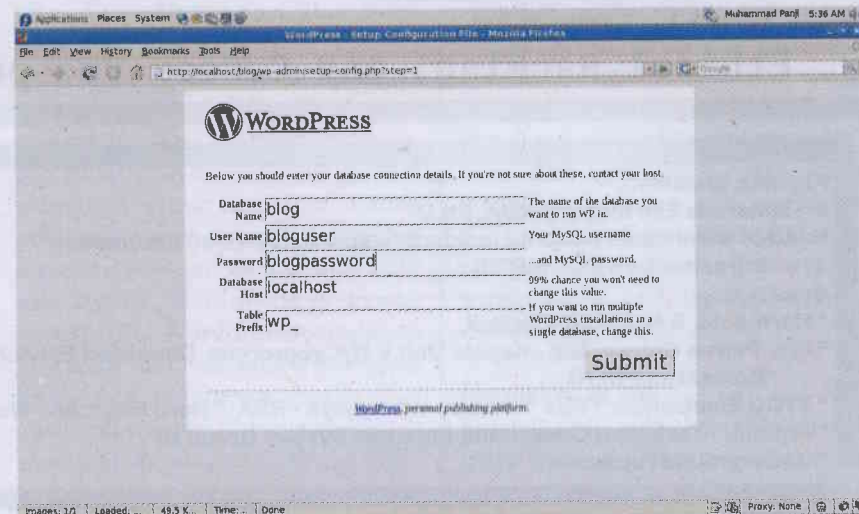 Applications Places System
Muhammad Panji 5:36 AM
WordPress › Setup Configuration File - Mozilla Firefox
File Edit View History Bookmarks Tools Help
http://localhost/blog/wp-admin/setup-config.php?step=1
Google
WORDPRESS
Below you should enter your database connection details. If you're not sure about these, contact your host.
Database Name blog The name of the database you want to run WP in.
User Name bloguser Your MySQL username
Password blogpassword ...and MySQL password.
Database Host localhost 99% chance you won't need to change this value.
Table Prefix wp_ If you want to run multiple WordPress installations in a single database, change this.
Submit
WordPress, personal publishing platform.
Images: 1/1 Loaded: ... 49.5 K... Time: .. Done
Proxy: None